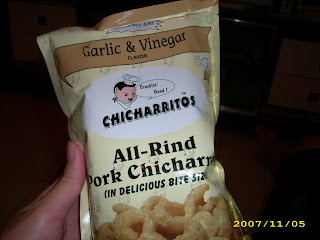 Garlic & Vinegar
FLAVOR
Cracklin'
Good!
CHICHARRITOS
All-Rind
Pork Chicharr
(IN DELICIOUS BITE SIZ
2007/11/05